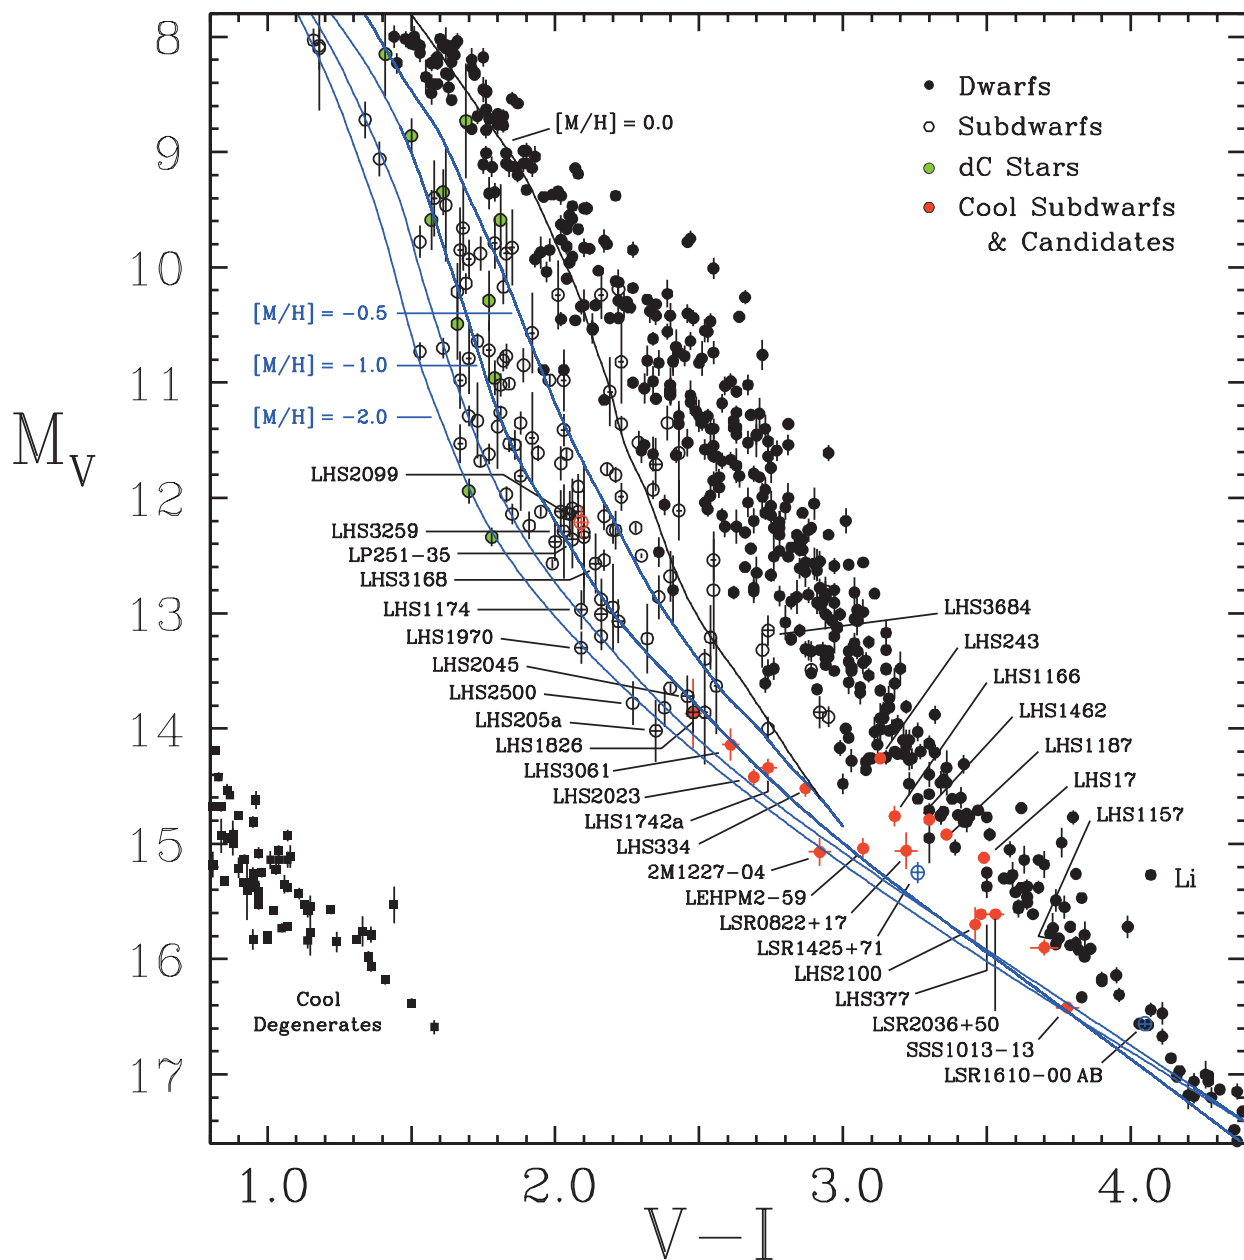 8
9
10
11
12
13
14
15
16
17
M_V
Dwarfs
Subdwarfs
dC Stars
Cool Subdwarfs
& Candidates
[M/H] = 0.0
[M/H] = −0.5
[M/H] = −1.0
[M/H] = −2.0
LHS2099
LHS3259
LP251−35
LHS3168
LHS1174
LHS1970
LHS2045
LHS2500
LHS205a
LHS1826
LHS3061
LHS2023
LHS1742a
LHS334
2M1227−04
LEHPM2−59
LSR0822+17
LSR1425+71
LHS2100
LHS377
LSR2036+50
SSS1013−13
LSR1610−00 AB
LHS3684
LHS243
LHS1166
LHS1462
LHS1187
LHS17
LHS1157
Li
Cool
Degenerates
1.0
2.0
3.0
4.0
V−I